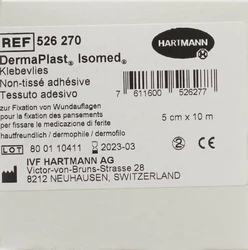 REF 526 270
HARTMANN
DermaPlast® Isomed®
Klebevlies
Non-tissé adhésive
Tessuto adesivo
7 611600 526277
zur Fixation von Wundauflagen
pour la fixation des pansements
per fissare le medicazione di ferite
hautfreundlich / dermophile / dermofilo
5 cm x 10 m
LOT 80 01 10411 2023-03
IVF HARTMANN AG
Victor-von-Bruns-Strasse 28
8212 NEUHAUSEN, SWITZERLAND